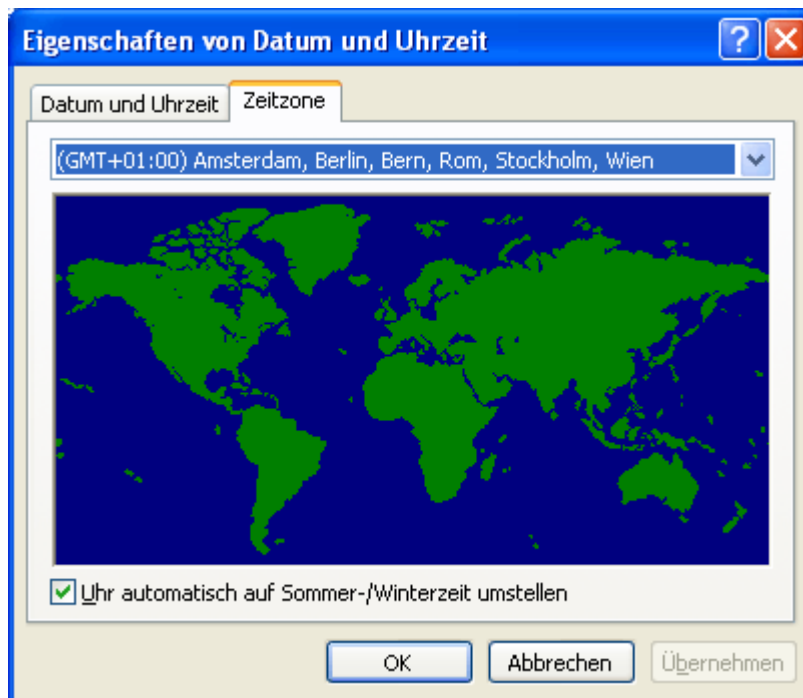 Eigenschaften von Datum und Uhrzeit
Datum und Uhrzeit
Zeitzone
(GMT+01:00) Amsterdam, Berlin, Bern, Rom, Stockholm, Wien
Uhr automatisch auf Sommer-/Winterzeit umstellen
OK
Abbrechen
Übernehmen